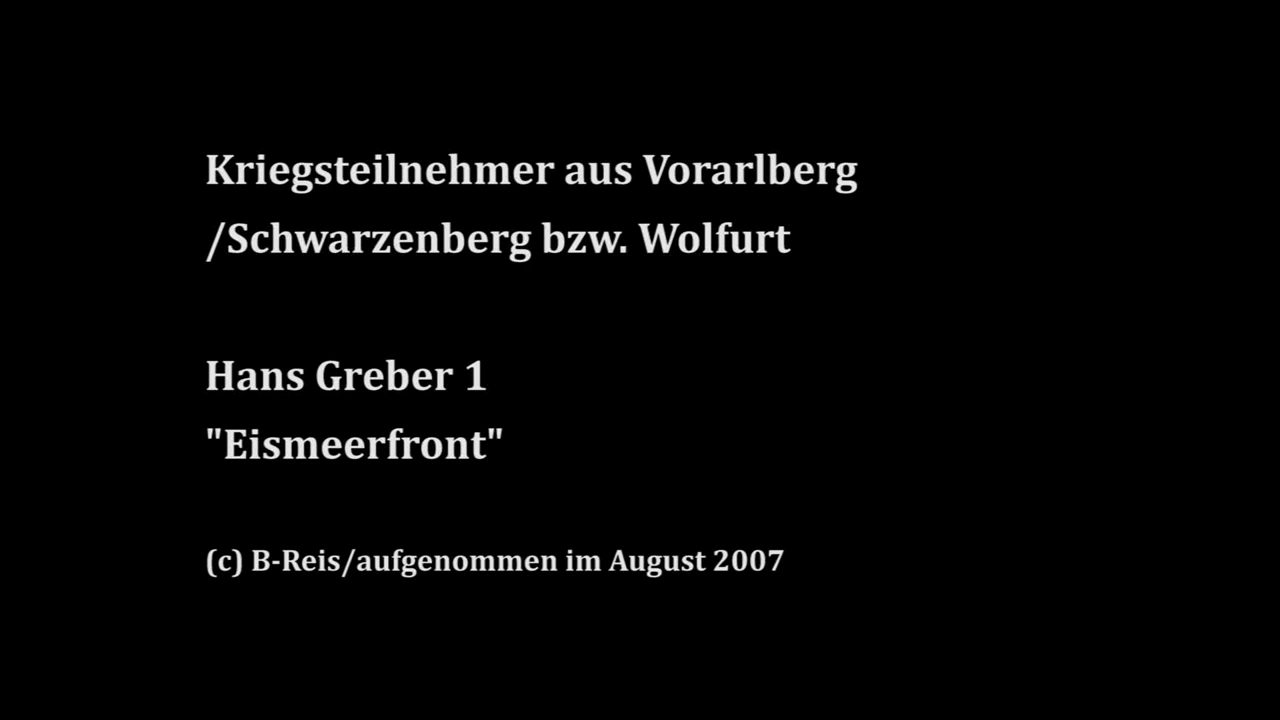 Kriegsteilnehmer aus Vorarlberg
/Schwarzenberg bzw. Wolfurt
Hans Greber 1
"Eismeerfront"
(c) B-Reis/aufgenommen im August 2007